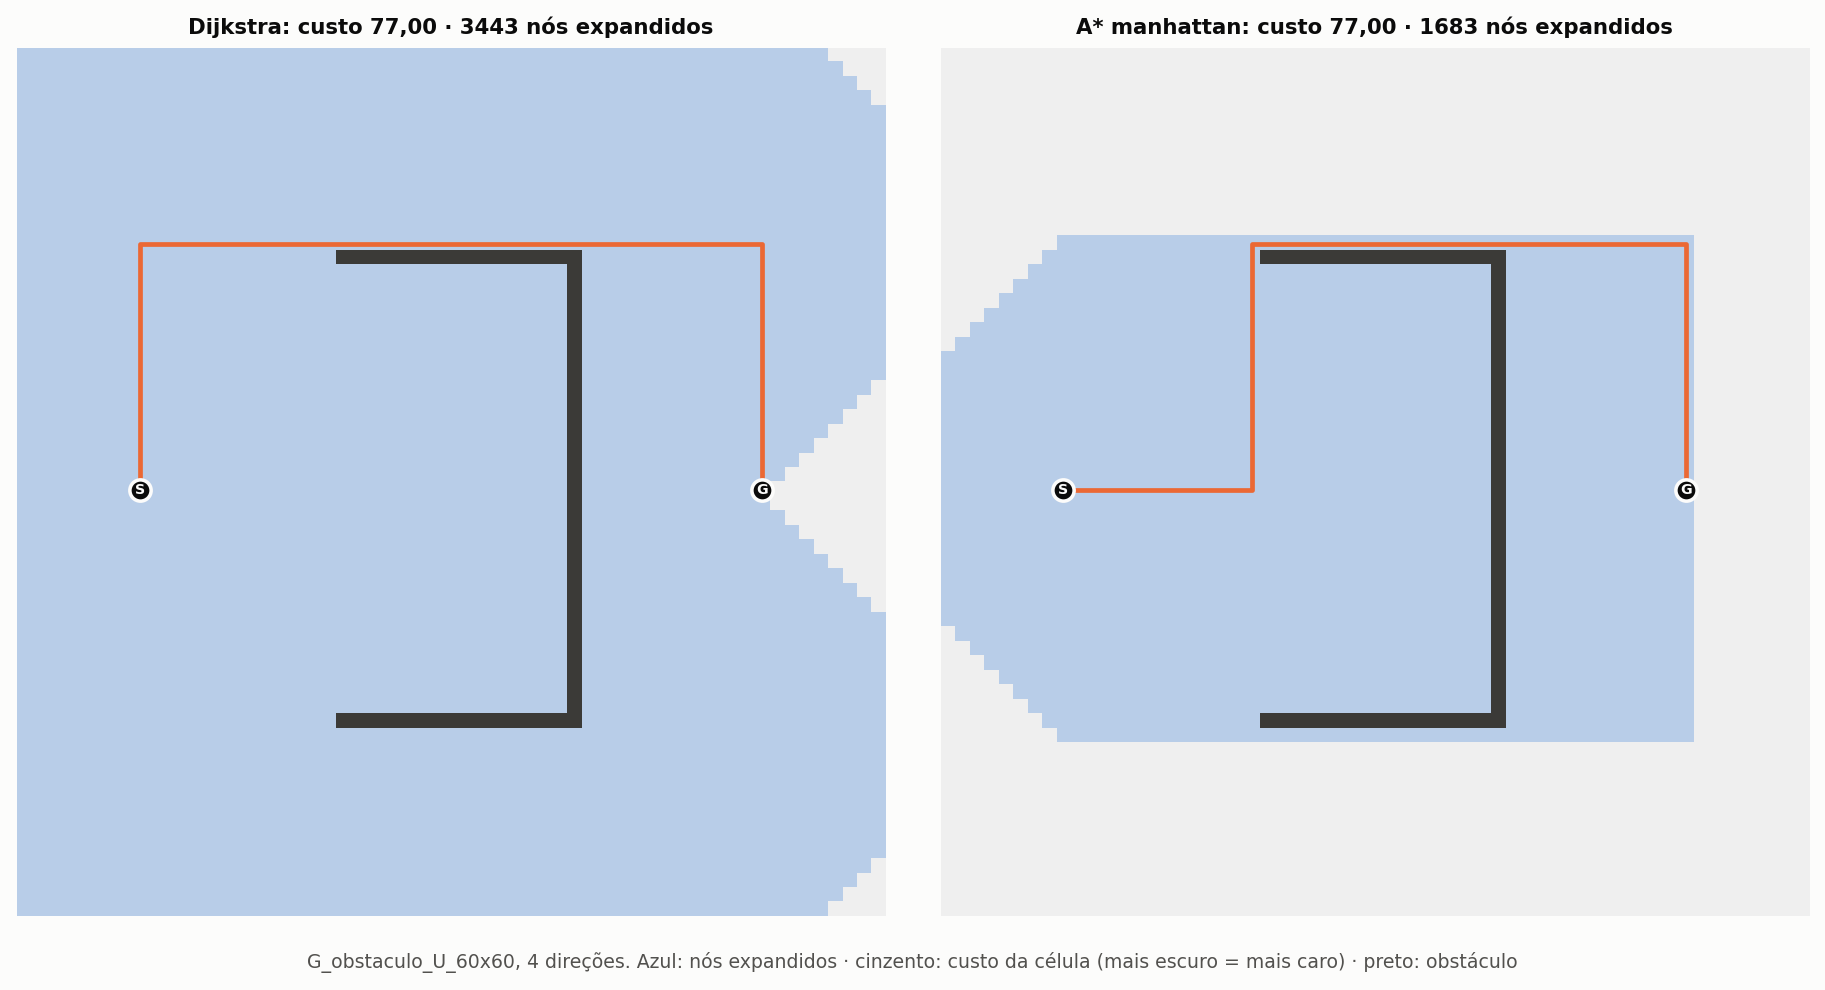 Dijkstra: custo 77,00 · 3443 nós expandidos
A* manhattan: custo 77,00 · 1683 nós expandidos
S
G
S
G
G_obstaculo_U_60x60, 4 direções. Azul: nós expandidos · cinzento: custo da célula (mais escuro = mais caro) · preto: obstáculo